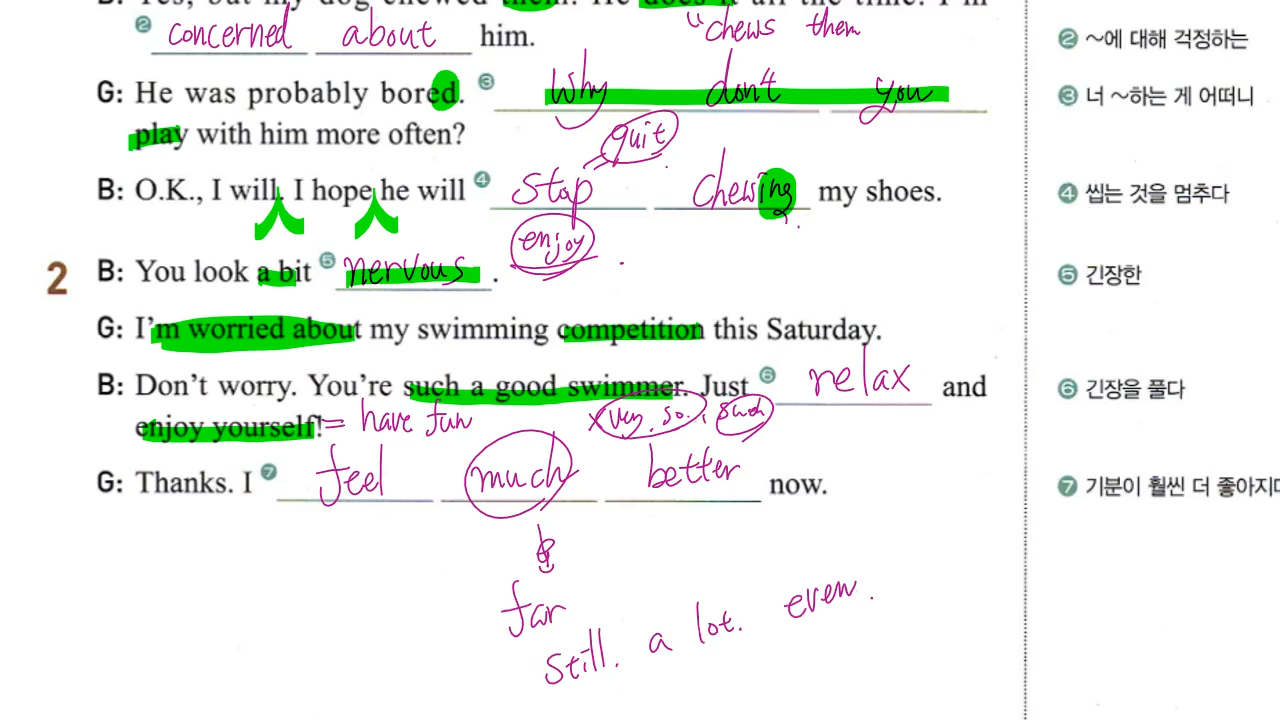 B: Yes, but my dog chewed them. He does it all the time. I'm
② concerned about him. "chews them
② ~에 대해 걱정하는
G: He was probably bored. ③ Why don't you
③ 너 ~하는 게 어떠니
play with him more often?
quit
B: O.K., I will. I hope he will ④ stop chewing my shoes.
④ 씹는 것을 멈추다
enjoy
2 B: You look a bit ⑤ nervous.
⑤ 긴장한
G: I'm worried about my swimming competition this Saturday.
B: Don't worry. You're such a good swimmer. Just ⑥ relax and
⑥ 긴장을 풀다
enjoy yourself! = have fun
x very. so. such
G: Thanks. I ⑦ feel much better now.
⑦ 기분이 훨씬 더 좋아지다
far
still. a lot. even.